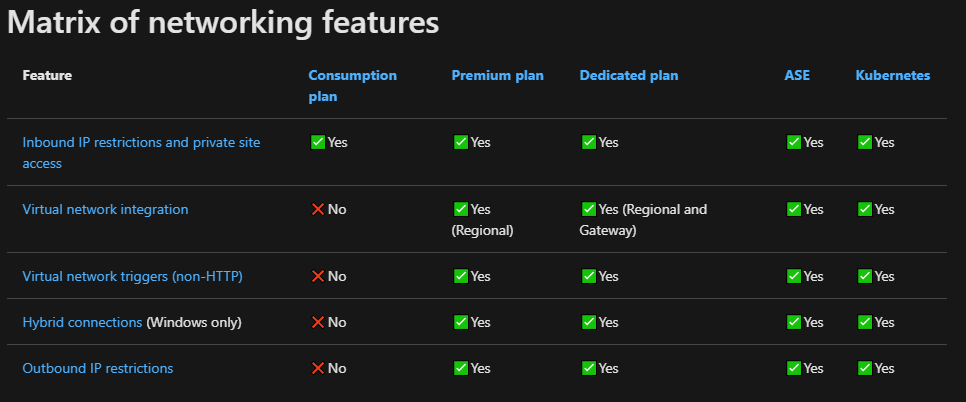 Matrix of networking features
Feature Consumption plan Premium plan Dedicated plan ASE Kubernetes
Inbound IP restrictions and private site access ✅ Yes ✅ Yes ✅ Yes ✅ Yes ✅ Yes
Virtual network integration ❌ No ✅ Yes (Regional) ✅ Yes (Regional and Gateway) ✅ Yes ✅ Yes
Virtual network triggers (non-HTTP) ❌ No ✅ Yes ✅ Yes ✅ Yes ✅ Yes
Hybrid connections (Windows only) ❌ No ✅ Yes ✅ Yes ✅ Yes ✅ Yes
Outbound IP restrictions ❌ No ✅ Yes ✅ Yes ✅ Yes ✅ Yes